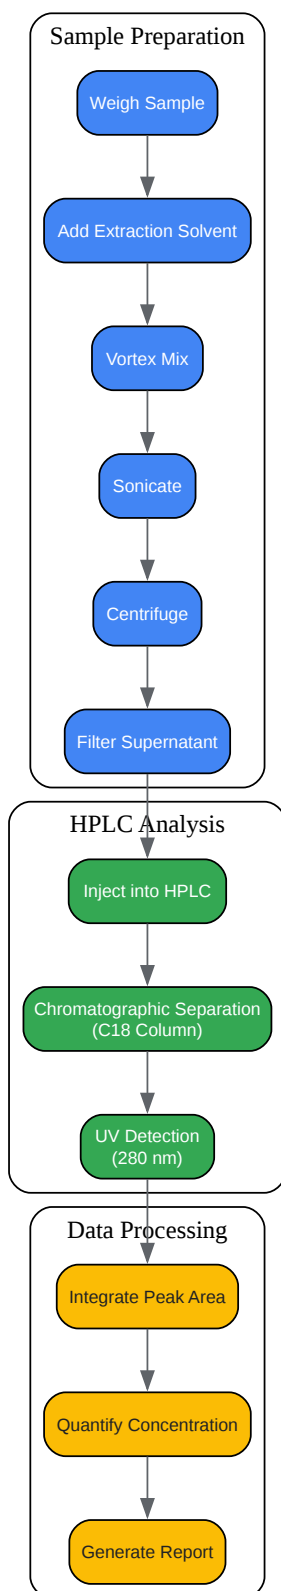 Sample Preparation
Weigh Sample
Add Extraction Solvent
Vortex Mix
Sonicate
Centrifuge
Filter Supernatant
HPLC Analysis
Inject into HPLC
Chromatographic Separation
(C18 Column)
UV Detection
(280 nm)
Data Processing
Integrate Peak Area
Quantify Concentration
Generate Report